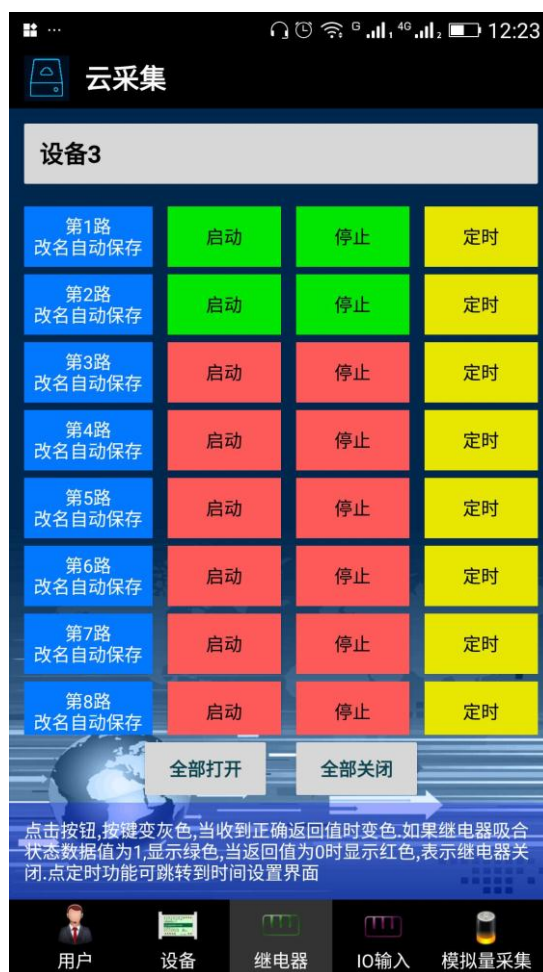 G 1 4G 2 12:23
云采集
设备3
第1路
改名自动保存
启动
停止
定时
第2路
改名自动保存
启动
停止
定时
第3路
改名自动保存
启动
停止
定时
第4路
改名自动保存
启动
停止
定时
第5路
改名自动保存
启动
停止
定时
第6路
改名自动保存
启动
停止
定时
第7路
改名自动保存
启动
停止
定时
第8路
改名自动保存
启动
停止
定时
全部打开
全部关闭
点击按钮,按键变灰色,当收到正确返回值时变色.如果继电器吸合
状态数据值为1,显示绿色,当返回值为0时显示红色,表示继电器关
闭.点定时功能可跳转到时间设置界面
用户
设备
继电器
IO输入
模拟量采集